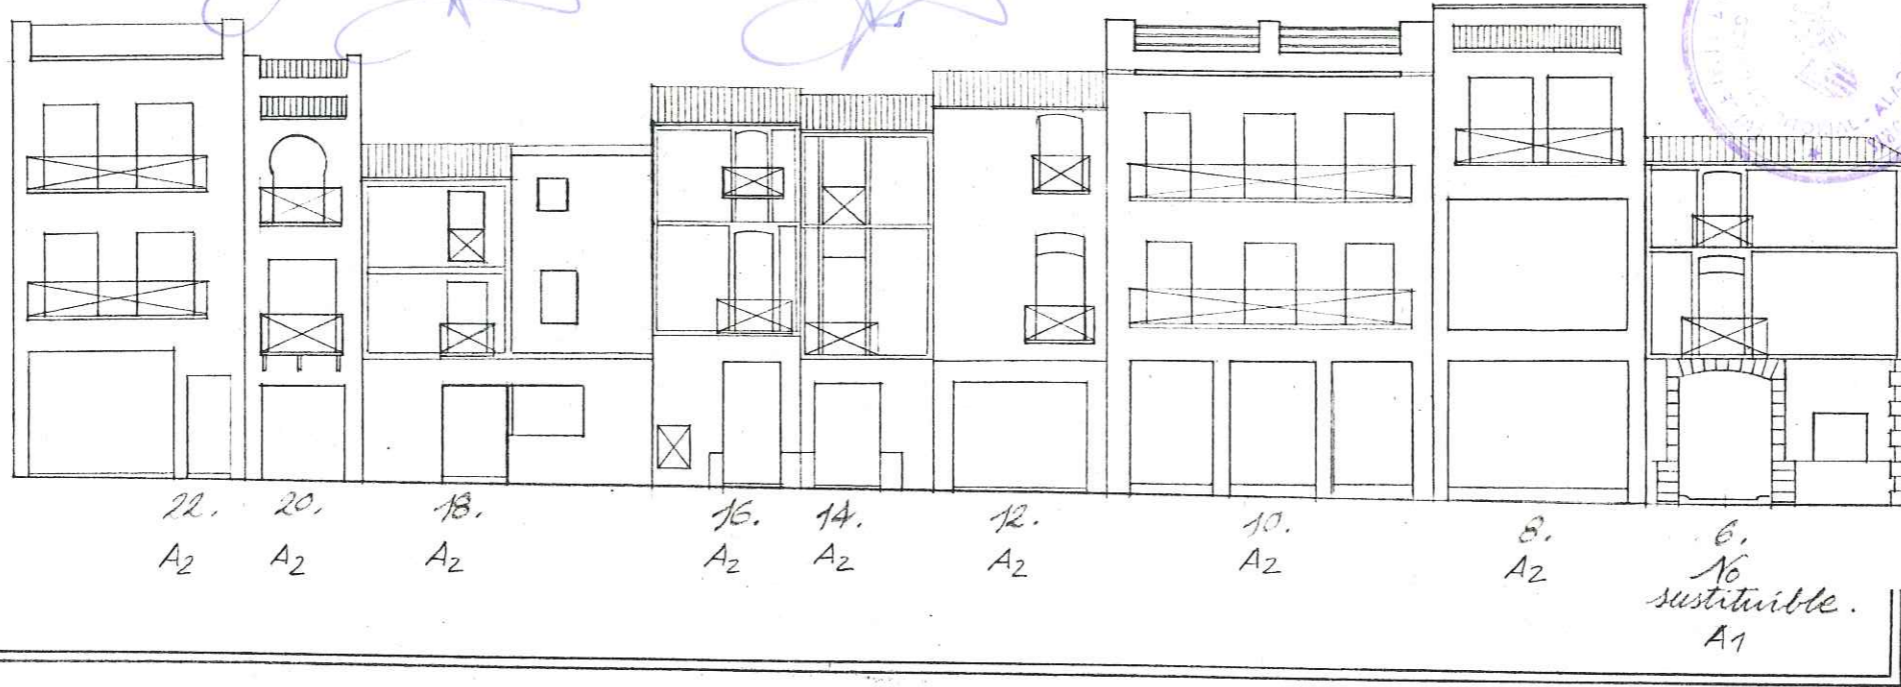 22. 20. 18. 16. 14. 12. 10. 8. 6.
A2 A2 A2 A2 A2 A2 A2 A2 No
sustituible.
A1